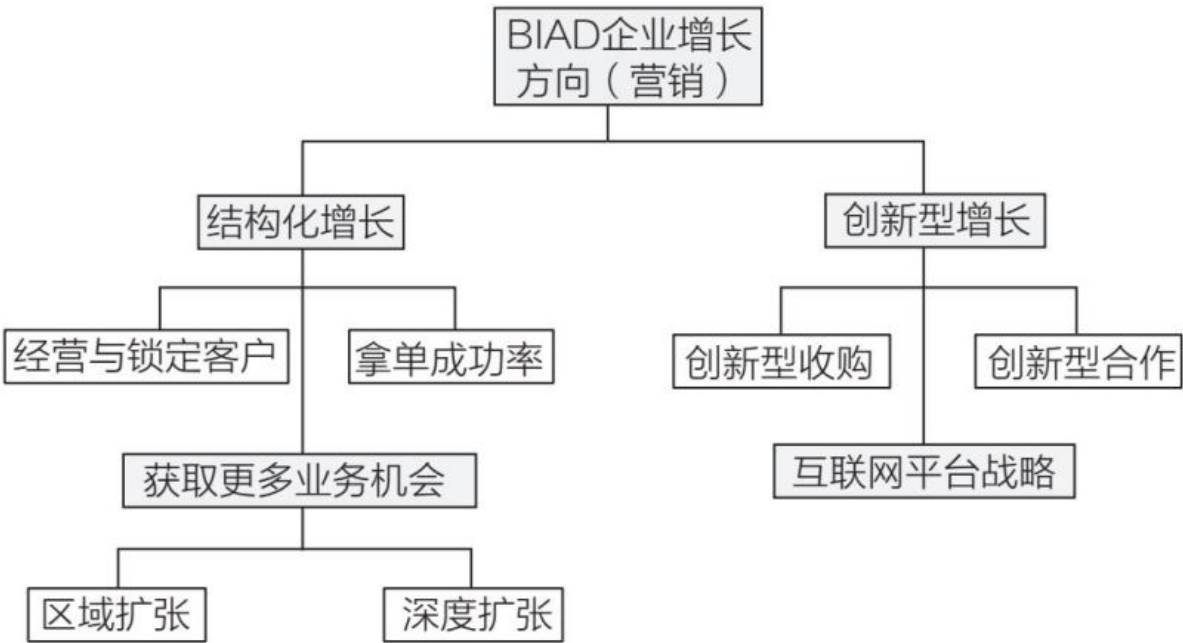 BIAD企业增长
方向（营销）
结构化增长
创新型增长
经营与锁定客户
拿单成功率
创新型收购
创新型合作
获取更多业务机会
互联网平台战略
区域扩张
深度扩张